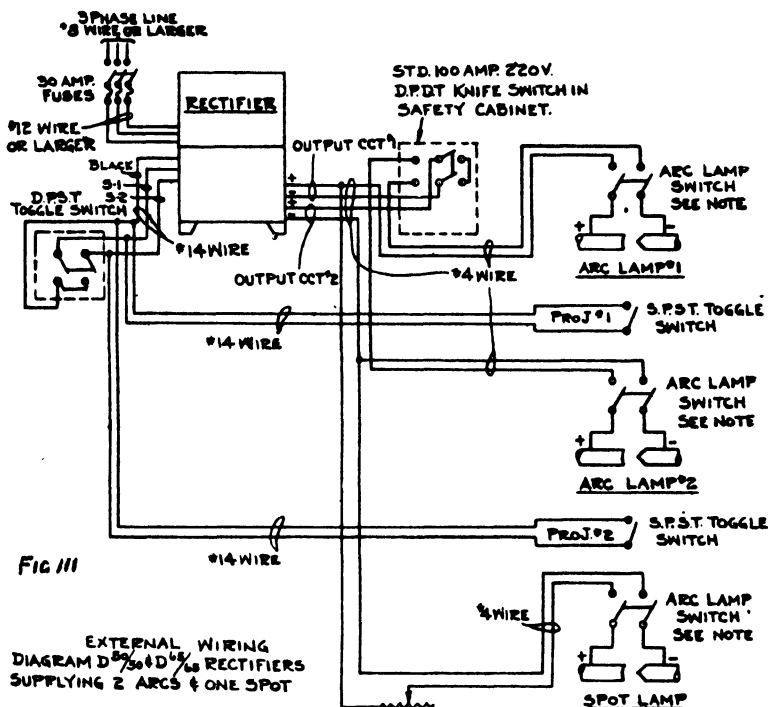 3 PHASE LINE
#8 WIRE OR LARGER
30 AMP.
FUSES
#12 WIRE
OR LARGER
RECTIFIER
STD. 100 AMP. 220V.
D.P.D.T KNIFE SWITCH IN
SAFETY CABINET.
OUTPUT CCT#1
BLACK
S-1
S-2
D.P.S.T
TOGGLE SWITCH
#14 WIRE
OUTPUT CCT#2
#4 WIRE
ARC LAMP
SWITCH
SEE NOTE
+ -
ARC LAMP#1
#14 WIRE
PROJ#1
S.P.S.T. TOGGLE
SWITCH
ARC LAMP
SWITCH
SEE NOTE
+ -
ARC LAMP#2
#14 WIRE
PROJ.#2
S.P.S.T. TOGGLE
SWITCH
FIG III
#4 WIRE
ARC LAMP
SWITCH
SEE NOTE
+ -
SPOT LAMP
EXTERNAL WIRING
DIAGRAM D 50/50 & D 65/65 RECTIFIERS
SUPPLYING 2 ARCS & ONE SPOT